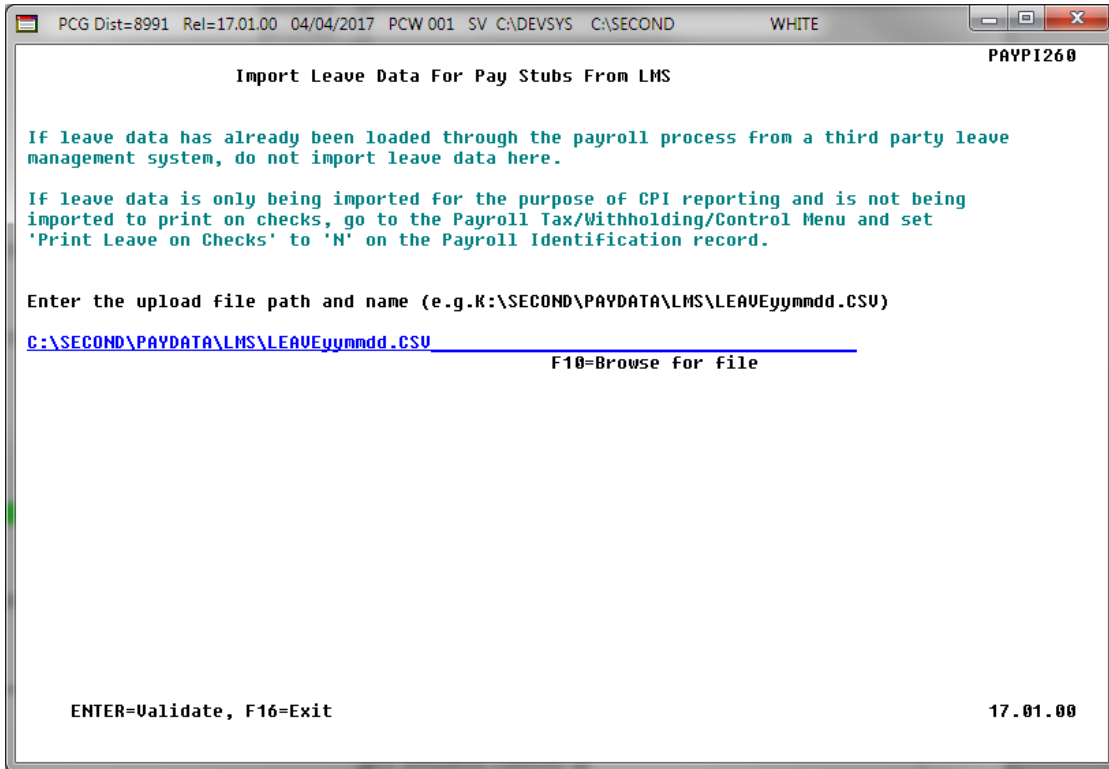 PCG Dist=8991 Rel=17.01.00 04/04/2017 PCW 001 SV C:\DEVSYS C:\SECOND WHITE
PAYPI260
Import Leave Data For Pay Stubs From LMS
If leave data has already been loaded through the payroll process from a third party leave
management system, do not import leave data here.
If leave data is only being imported for the purpose of CPI reporting and is not being
imported to print on checks, go to the Payroll Tax/Withholding/Control Menu and set
'Print Leave on Checks' to 'N' on the Payroll Identification record.
Enter the upload file path and name (e.g.K:\SECOND\PAYDATA\LMS\LEAVEyymmdd.CSV)
C:\SECOND\PAYDATA\LMS\LEAVEyymmdd.CSV
F10=Browse for file
ENTER=Validate, F16=Exit 17.01.00